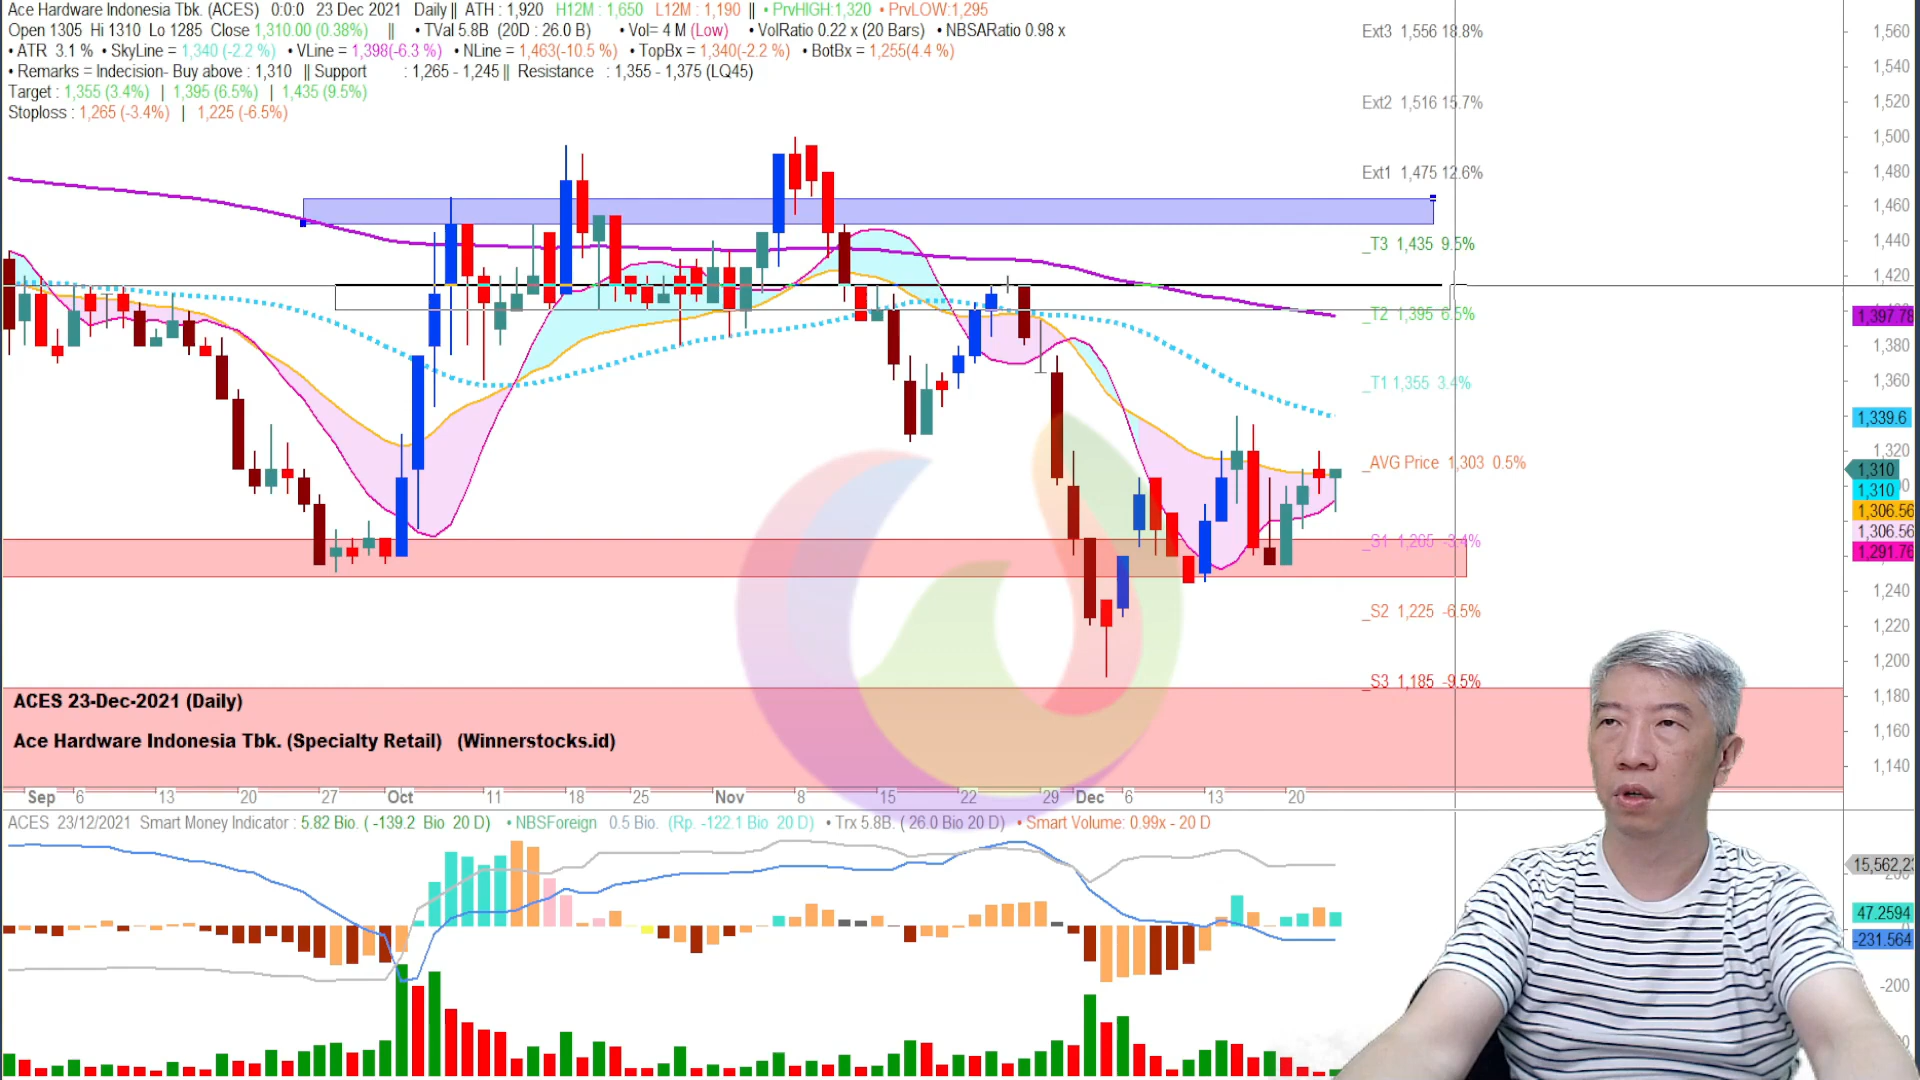 Ace Hardware Indonesia Tbk. (ACES) 0:0:0 23 Dec 2021 Daily || ATH : 1,920 H12M : 1,650 L12M : 1,190 || • PrvHIGH:1,320 • PrvLOW:1,295
Open 1305 Hi 1310 Lo 1285 Close 1,310.00 (0.38%) || • TVal 5.8B (20D : 26.0 B) • Vol= 4 M (Low) • VolRatio 0.22 x (20 Bars) • NBSARatio 0.98 x
• ATR 3.1 % • SkyLine = 1,340 (-2.2 %) • VLine = 1,398(-6.3 %) • NLine = 1,463(-10.5 %) • TopBx = 1,340(-2.2 %) • BotBx = 1,255(4.4 %)
• Remarks = Indecision- Buy above : 1,310 || Support : 1,265 - 1,245 || Resistance : 1,355 - 1,375 (LQ45)
Target : 1,355 (3.4%) | 1,395 (6.5%) | 1,435 (9.5%)
Stoploss : 1,265 (-3.4%) | 1,225 (-6.5%)
Ext3 1,556 18.8%
Ext2 1,516 15.7%
Ext1 1,475 12.6%
_T3 1,435 9.5%
_T2 1,395 6.5%
_T1 1,355 3.4%
_AVG Price 1,303 0.5%
_S1 1,265 -3.4%
_S2 1,225 -6.5%
_S3 1,185 -9.5%
1,560
1,540
1,520
1,500
1,480
1,460
1,440
1,420
1,397.78
1,380
1,360
1,339.6
1,320
1,310
1,310
1,306.56
1,306.56
1,291.76
1,240
1,220
1,200
1,180
1,160
1,140
ACES 23-Dec-2021 (Daily)
Ace Hardware Indonesia Tbk. (Specialty Retail) (Winnerstocks.id)
Sep 6 13 20 27 Oct 11 18 25 Nov 8 15 22 29 Dec 6 13 20
ACES 23/12/2021 Smart Money Indicator : 5.82 Bio. ( -139.2 Bio 20 D) • NBSForeign 0.5 Bio. (Rp. -122.1 Bio 20 D) • Trx 5.8B. ( 26.0 Bio 20 D) • Smart Volume: 0.99x - 20 D
47.2594
-231.564
-200